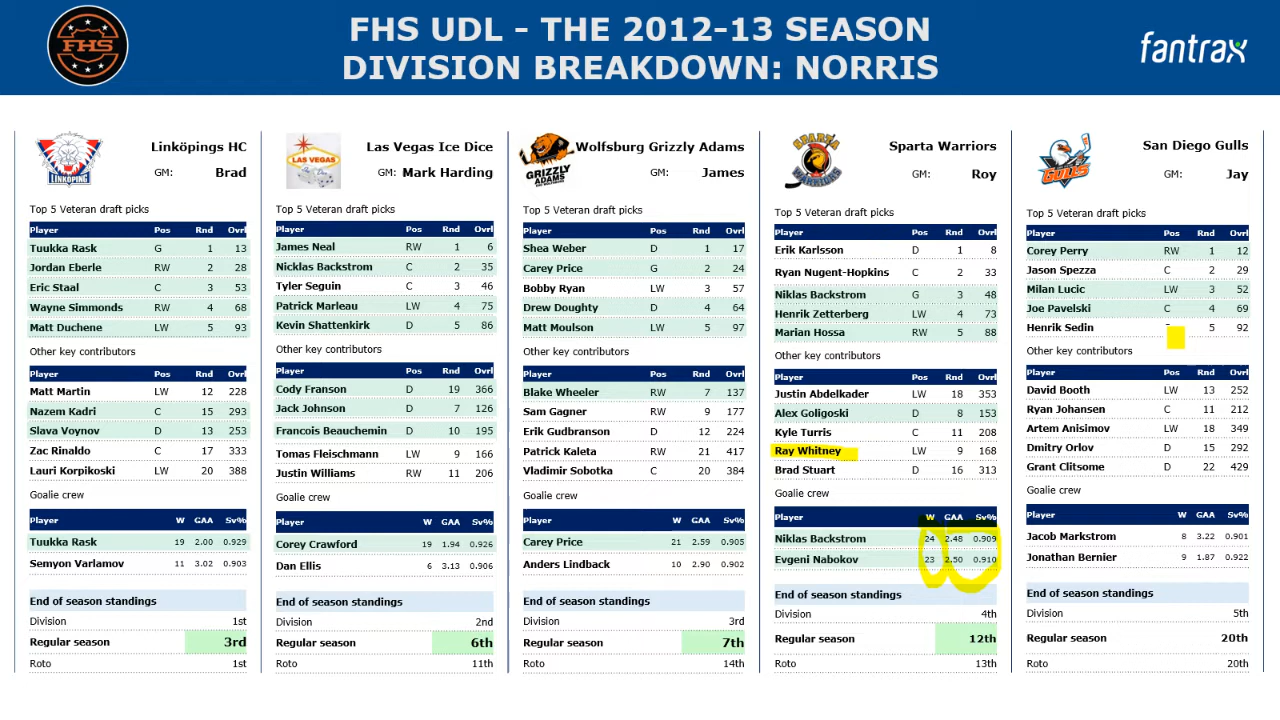 FHS UDL - THE 2012-13 SEASON
DIVISION BREAKDOWN: NORRIS
FHS
fantrax
LINKÖPING
Linköpings HC
GM: Brad
Top 5 Veteran draft picks
Player Pos Rnd Ovrl
Tuukka Rask G 1 13
Jordan Eberle RW 2 28
Eric Staal C 3 53
Wayne Simmonds RW 4 68
Matt Duchene LW 5 93
Other key contributors
Player Pos Rnd Ovrl
Matt Martin LW 12 228
Nazem Kadri C 15 293
Slava Voynov D 13 253
Zac Rinaldo C 17 333
Lauri Korpikoski LW 20 388
Goalie crew
Player W GAA Sv%
Tuukka Rask 19 2.00 0.929
Semyon Varlamov 11 3.02 0.903
End of season standings
Division 1st
Regular season 3rd
Roto 1st
LAS VEGAS
Las Vegas Ice Dice
GM: Mark Harding
Top 5 Veteran draft picks
Player Pos Rnd Ovrl
James Neal RW 1 6
Nicklas Backstrom C 2 35
Tyler Seguin C 3 46
Patrick Marleau LW 4 75
Kevin Shattenkirk D 5 86
Other key contributors
Player Pos Rnd Ovrl
Cody Franson D 19 366
Jack Johnson D 7 126
Francois Beauchemin D 10 195
Tomas Fleischmann LW 9 166
Justin Williams RW 11 206
Goalie crew
Player W GAA Sv%
Corey Crawford 19 1.94 0.926
Dan Ellis 6 3.13 0.906
End of season standings
Division 2nd
Regular season 6th
Roto 11th
GRIZZLY
ADAMS
Wolfsburg Grizzly Adams
GM: James
Top 5 Veteran draft picks
Player Pos Rnd Ovrl
Shea Weber D 1 17
Carey Price G 2 24
Bobby Ryan LW 3 57
Drew Doughty D 4 64
Matt Moulson LW 5 97
Other key contributors
Player Pos Rnd Ovrl
Blake Wheeler RW 7 137
Sam Gagner RW 9 177
Erik Gudbranson D 12 224
Patrick Kaleta RW 21 417
Vladimir Sobotka C 20 384
Goalie crew
Player W GAA Sv%
Carey Price 21 2.59 0.905
Anders Lindback 10 2.90 0.902
End of season standings
Division 3rd
Regular season 7th
Roto 14th
SPARTA
WARRIORS
Sparta Warriors
GM: Roy
Top 5 Veteran draft picks
Player Pos Rnd Ovrl
Erik Karlsson D 1 8
Ryan Nugent-Hopkins C 2 33
Niklas Backstrom G 3 48
Henrik Zetterberg LW 4 73
Marian Hossa RW 5 88
Other key contributors
Player Pos Rnd Ovrl
Justin Abdelkader LW 18 353
Alex Goligoski D 8 153
Kyle Turris C 11 208
Ray Whitney LW 9 168
Brad Stuart D 16 313
Goalie crew
Player W GAA Sv%
Niklas Backstrom 24 2.48 0.909
Evgeni Nabokov 23 2.50 0.910
End of season standings
Division 4th
Regular season 12th
Roto 13th
GULLS
San Diego Gulls
GM: Jay
Top 5 Veteran draft picks
Player Pos Rnd Ovrl
Corey Perry RW 1 12
Jason Spezza C 2 29
Milan Lucic LW 3 52
Joe Pavelski C 4 69
Henrik Sedin 5 92
Other key contributors
Player Pos Rnd Ovrl
David Booth LW 13 252
Ryan Johansen C 11 212
Artem Anisimov LW 18 349
Dmitry Orlov D 15 292
Grant Clitsome D 22 429
Goalie crew
Player W GAA Sv%
Jacob Markstrom 8 3.22 0.901
Jonathan Bernier 9 1.87 0.922
End of season standings
Division 5th
Regular season 20th
Roto 20th